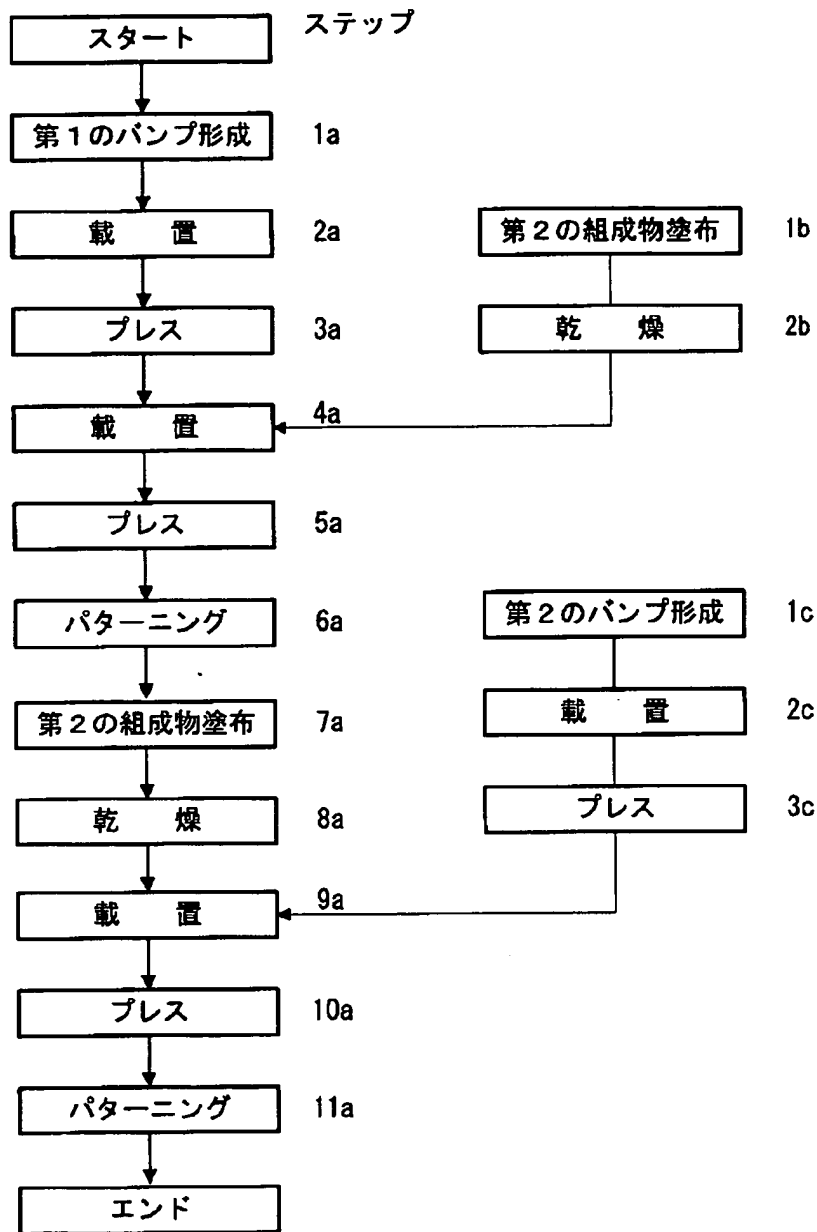 スタート ステップ
第1のバンプ形成 1a
載 置 2a
第2の組成物塗布 1b
プレス 3a
乾 燥 2b
載 置 4a
プレス 5a
パターニング 6a
第2のバンプ形成 1c
第2の組成物塗布 7a
載 置 2c
乾 燥 8a
プレス 3c
載 置 9a
プレス 10a
パターニング 11a
エンド